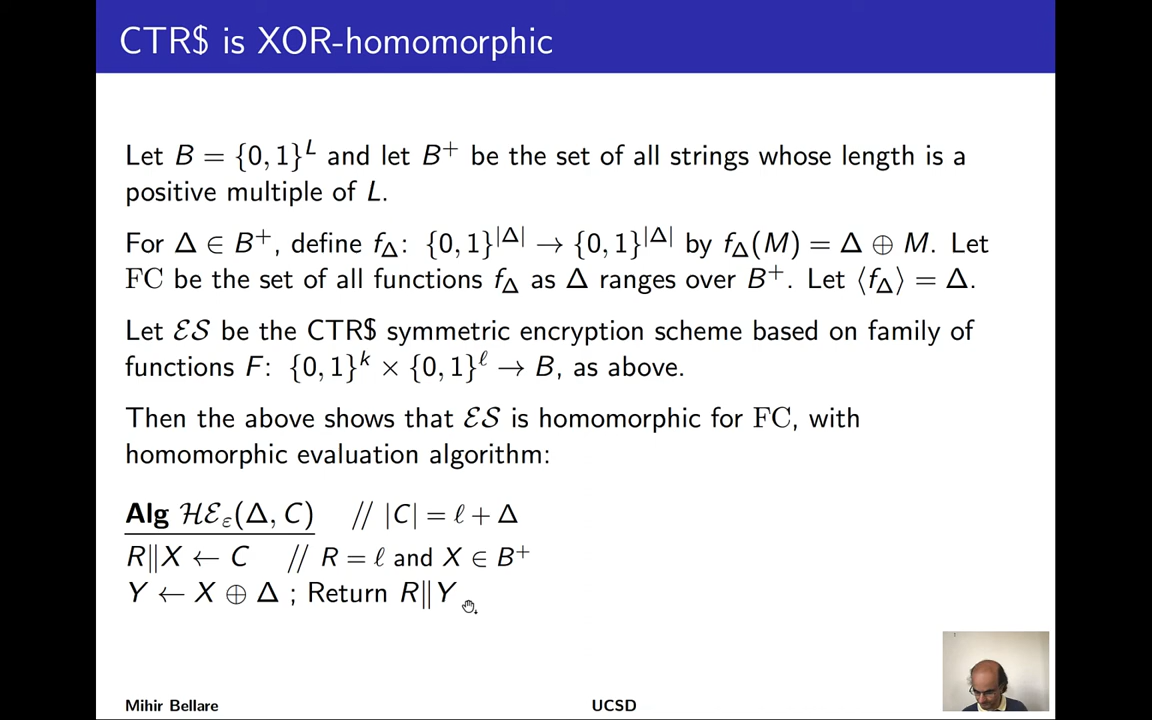 CTR$ is XOR-homomorphic
Let B = {0, 1}^L and let B^+ be the set of all strings whose length is a
positive multiple of L.
For Δ ∈ B^+, define f_Δ: {0, 1}^|Δ| → {0, 1}^|Δ| by f_Δ(M) = Δ ⊕ M. Let
FC be the set of all functions f_Δ as Δ ranges over B^+. Let ⟨f_Δ⟩ = Δ.
Let ℰ𝒮 be the CTR$ symmetric encryption scheme based on family of
functions F: {0, 1}^k × {0, 1}^ℓ → B, as above.
Then the above shows that ℰ𝒮 is homomorphic for FC, with
homomorphic evaluation algorithm:
Alg ℋℰ_ε(Δ, C) // |C| = ℓ + Δ
R∥X ← C // R = ℓ and X ∈ B^+
Y ← X ⊕ Δ ; Return R∥Y
Mihir Bellare UCSD